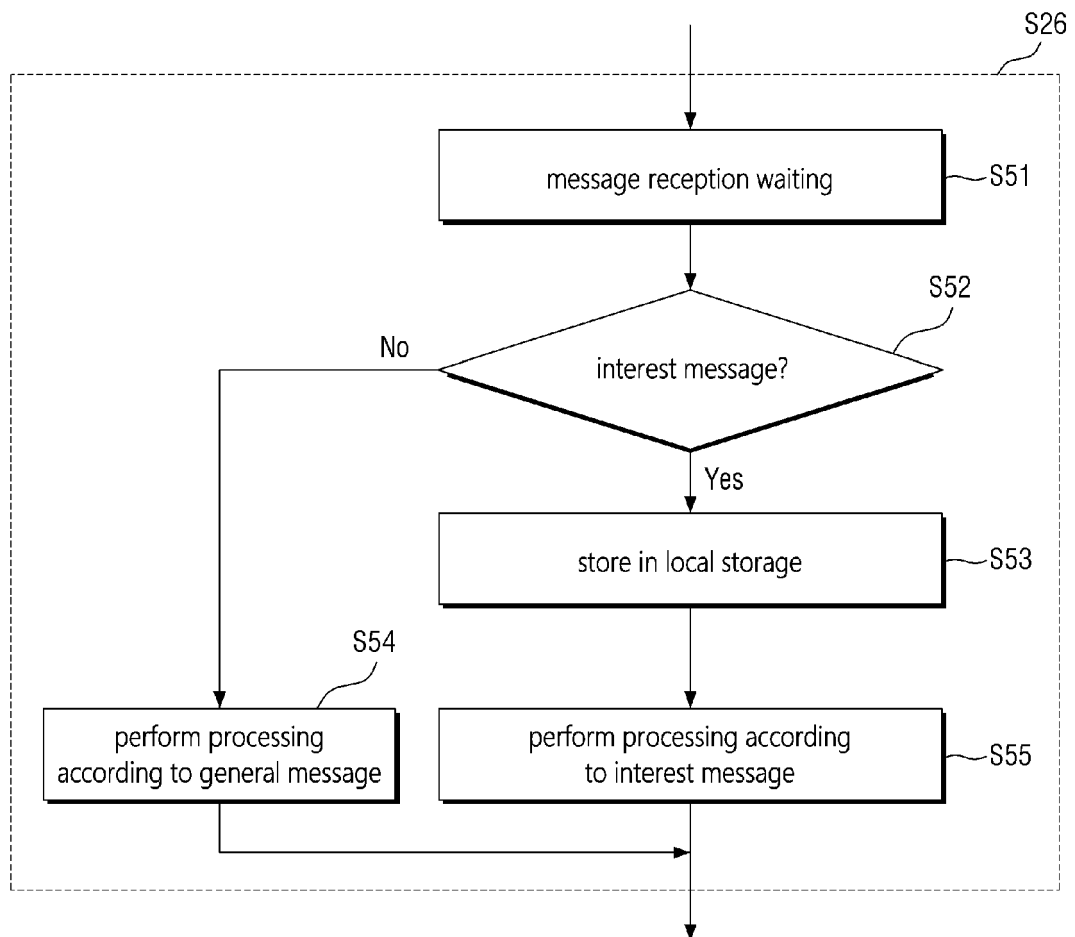 S26
message reception waiting
S51
S52
No
interest message?
Yes
store in local storage
S53
S54
perform processing
according to general message
perform processing according
to interest message
S55